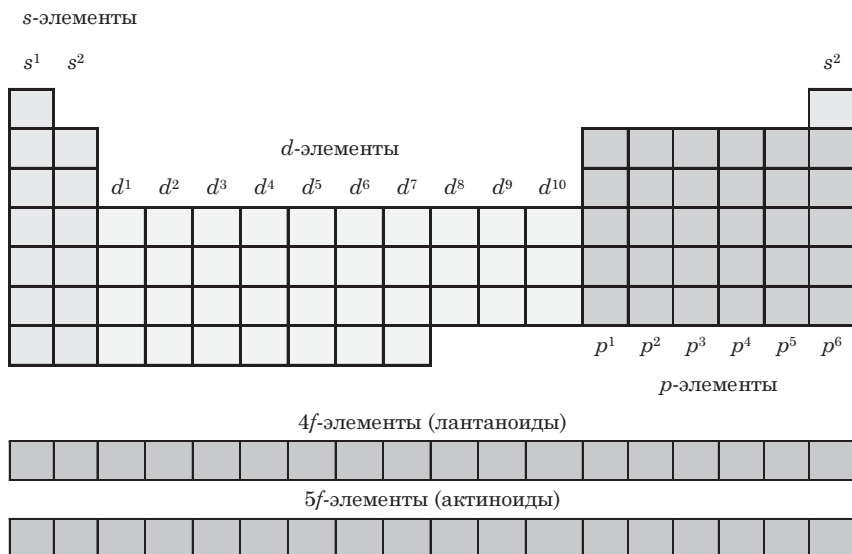 s-элементы
s¹ s² s²
d-элементы
d¹ d² d³ d⁴ d⁵ d⁶ d⁷ d⁸ d⁹ d¹⁰
p¹ p² p³ p⁴ p⁵ p⁶
p-элементы
4f-элементы (лантаноиды)
5f-элементы (актиноиды)